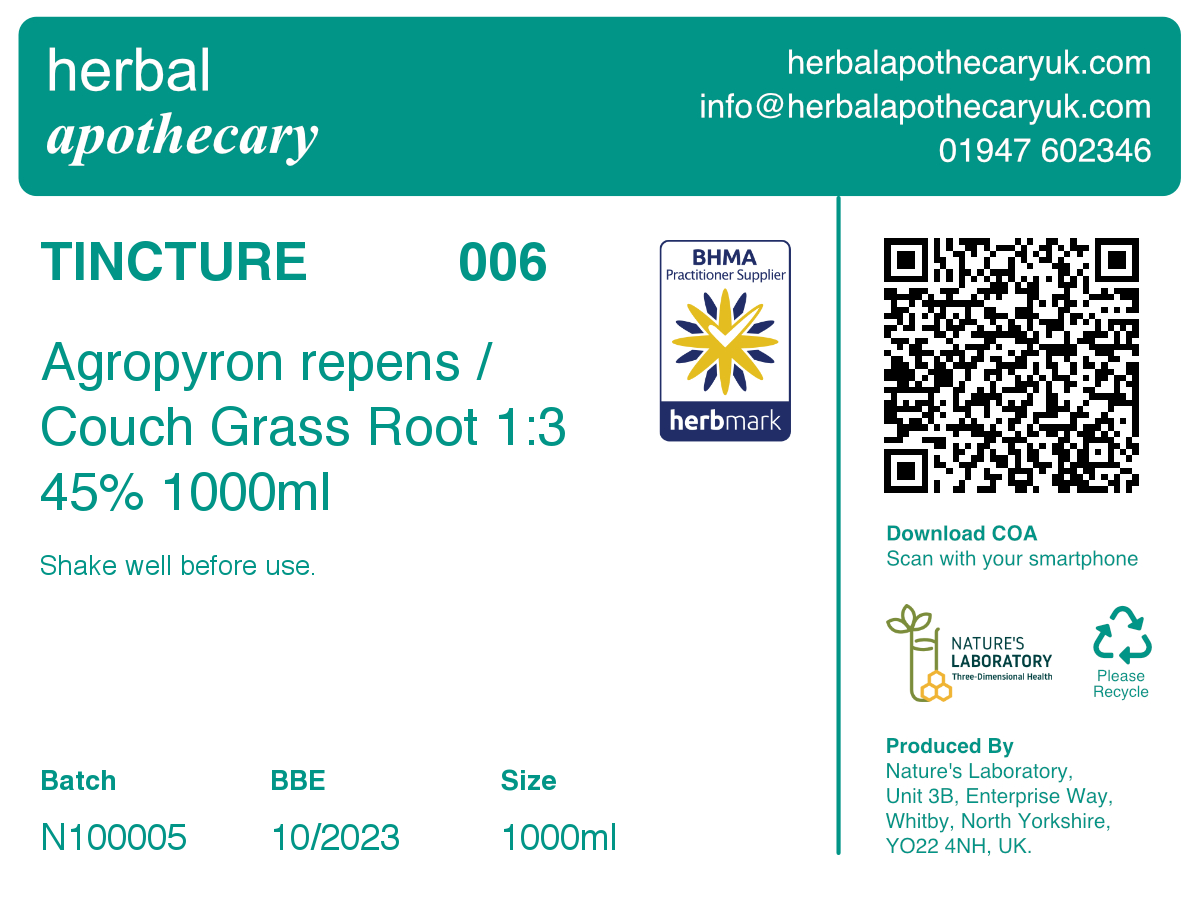 herbal
apothecary
herbalapothecaryuk.com
info@herbalapothecaryuk.com
01947 602346
TINCTURE 006
Agropyron repens /
Couch Grass Root 1:3
45% 1000ml
Shake well before use.
BHMA
Practitioner Supplier
herbmark
Batch BBE Size
N100005 10/2023 1000ml
Download COA
Scan with your smartphone
NATURE'S
LABORATORY
Three-Dimensional Health
Please
Recycle
Produced By
Nature's Laboratory,
Unit 3B, Enterprise Way,
Whitby, North Yorkshire,
YO22 4NH, UK.